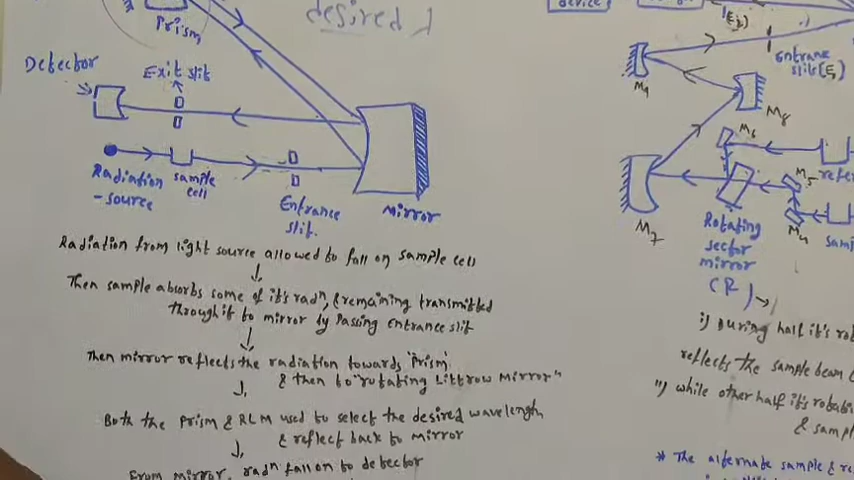 Prism
desired λ
Detector
Exit slit
Radiation
-source
sample
cell
Entrance
slit.
Mirror
Radiation from light source allowed to fall on sample cell
Then sample absorbs some of it's radⁿ, & remaining transmitted
through it to mirror by passing entrance slit
Then mirror reflects the radiation towards 'Prism'
& then to "rotating Littrow Mirror"
Both the prism & RLM used to select the desired wavelength
& reflect back to mirror
From mirror, radⁿ fall on to detector
device
entrance
slits(E₁)
M₉
M₈
M₆
M₅
M₄
M₇
Rotating
sector
mirror
(R)
i) During half it's
reflects the sample beam
ii) while other half it's
& sam
* The alternate sample &